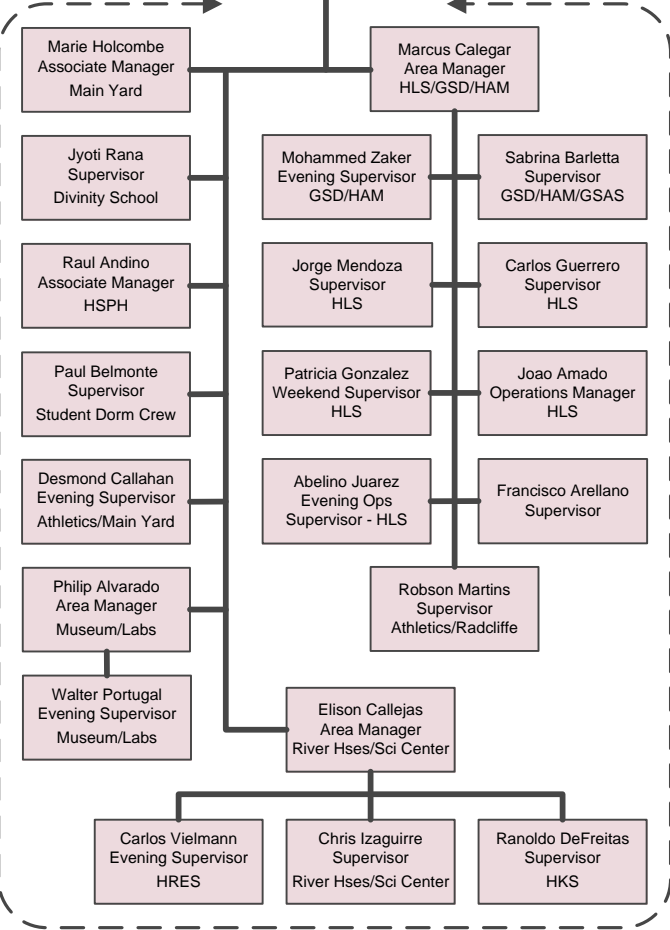 Marie Holcombe
Associate Manager
Main Yard
Marcus Calegar
Area Manager
HLS/GSD/HAM
Jyoti Rana
Supervisor
Divinity School
Mohammed Zaker
Evening Supervisor
GSD/HAM
Sabrina Barletta
Supervisor
GSD/HAM/GSAS
Raul Andino
Associate Manager
HSPH
Jorge Mendoza
Supervisor
HLS
Carlos Guerrero
Supervisor
HLS
Paul Belmonte
Supervisor
Student Dorm Crew
Patricia Gonzalez
Weekend Supervisor
HLS
Joao Amado
Operations Manager
HLS
Desmond Callahan
Evening Supervisor
Athletics/Main Yard
Abelino Juarez
Evening Ops
Supervisor - HLS
Francisco Arellano
Supervisor
Philip Alvarado
Area Manager
Museum/Labs
Robson Martins
Supervisor
Athletics/Radcliffe
Walter Portugal
Evening Supervisor
Museum/Labs
Elison Callejas
Area Manager
River Hses/Sci Center
Carlos Vielmann
Evening Supervisor
HRES
Chris Izaguirre
Supervisor
River Hses/Sci Center
Ranoldo DeFreitas
Supervisor
HKS